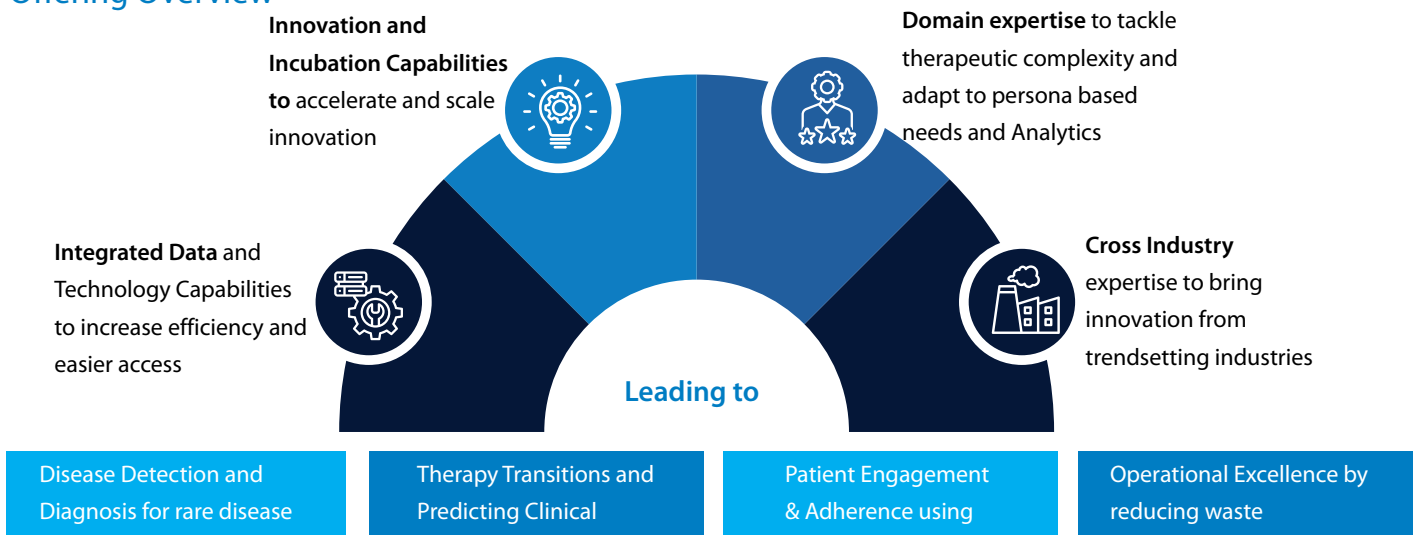 Offering Overview
Innovation and
Incubation Capabilities
to accelerate and scale
innovation
Domain expertise to tackle
therapeutic complexity and
adapt to persona based
needs and Analytics
Integrated Data and
Technology Capabilities
to increase efficiency and
easier access
Cross Industry
expertise to bring
innovation from
trendsetting industries
Leading to
Disease Detection and
Diagnosis for rare disease
Therapy Transitions and
Predicting Clinical
Patient Engagement
& Adherence using
Operational Excellence by
reducing waste